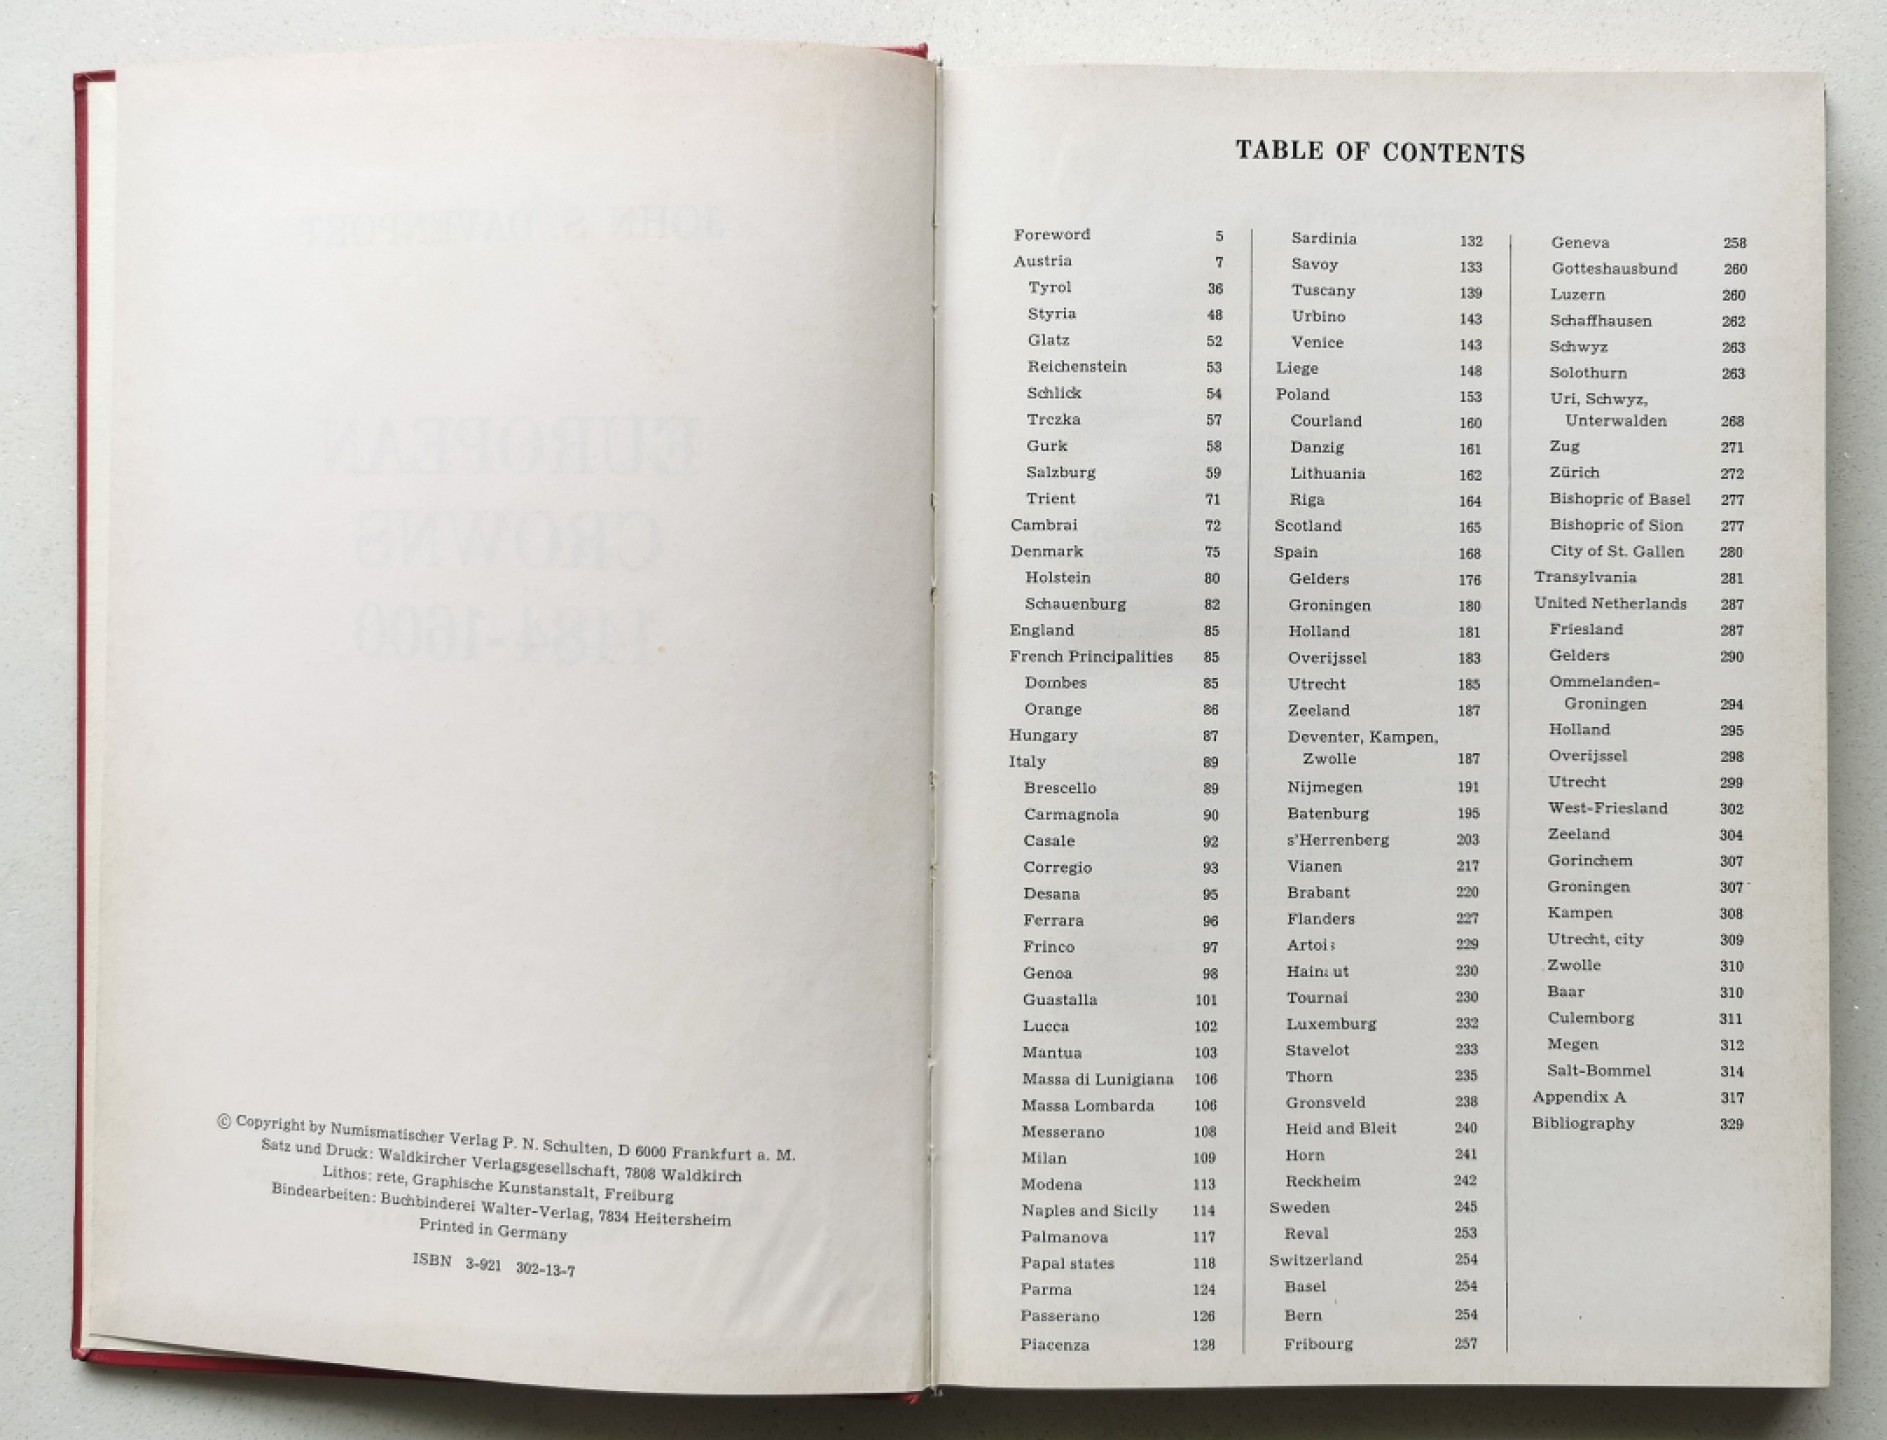 JOHN S. DAVENPORT
EUROPEAN
CROWNS
1484-1600
© Copyright by Numismatischer Verlag P. N. Schulten, D 6000 Frankfurt a. M.
Satz und Druck: Waldkircher Verlagsgesellschaft, 7808 Waldkirch
Lithos: rete, Graphische Kunstanstalt, Freiburg
Bindearbeiten: Buchbinderei Walter-Verlag, 7834 Heitersheim
Printed in Germany
ISBN 3-921 302-13-7
TABLE OF CONTENTS
Foreword 5
Austria 7
Tyrol 36
Styria 48
Glatz 52
Reichenstein 53
Schlick 54
Trczka 57
Gurk 58
Salzburg 59
Trient 71
Cambrai 72
Denmark 75
Holstein 80
Schauenburg 82
England 85
French Principalities 85
Dombes 85
Orange 86
Hungary 87
Italy 89
Brescello 89
Carmagnola 90
Casale 92
Corregio 93
Desana 95
Ferrara 96
Frinco 97
Genoa 98
Guastalla 101
Lucca 102
Mantua 103
Massa di Lunigiana 106
Massa Lombarda 106
Messerano 108
Milan 109
Modena 113
Naples and Sicily 114
Palmanova 117
Papal states 118
Parma 124
Passerano 126
Piacenza 128
Sardinia 132
Savoy 133
Tuscany 139
Urbino 143
Venice 143
Liege 148
Poland 153
Courland 160
Danzig 161
Lithuania 162
Riga 164
Scotland 165
Spain 168
Gelders 176
Groningen 180
Holland 181
Overijssel 183
Utrecht 185
Zeeland 187
Deventer, Kampen,
Zwolle 187
Nijmegen 191
Batenburg 195
s'Herrenberg 203
Vianen 217
Brabant 220
Flanders 227
Artois 229
Hainaut 230
Tournai 230
Luxemburg 232
Stavelot 233
Thorn 235
Gronsveld 238
Heid and Bleit 240
Horn 241
Reckheim 242
Sweden 245
Reval 253
Switzerland 254
Basel 254
Bern 254
Fribourg 257
Geneva 258
Gotteshausbund 260
Luzern 260
Schaffhausen 262
Schwyz 263
Solothurn 263
Uri, Schwyz,
Unterwalden 268
Zug 271
Zürich 272
Bishopric of Basel 277
Bishopric of Sion 277
City of St. Gallen 280
Transylvania 281
United Netherlands 287
Friesland 287
Gelders 290
Ommelanden-
Groningen 294
Holland 295
Overijssel 298
Utrecht 299
West-Friesland 302
Zeeland 304
Gorinchem 307
Groningen 307
Kampen 308
Utrecht, city 309
Zwolle 310
Baar 310
Culemborg 311
Megen 312
Salt-Bommel 314
Appendix A 317
Bibliography 329